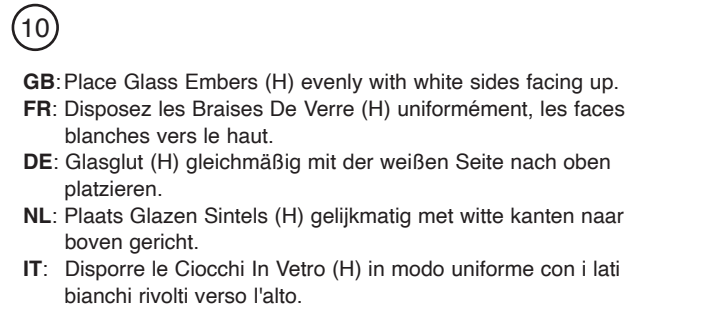 10
GB: Place Glass Embers (H) evenly with white sides facing up.
FR: Disposez les Braises De Verre (H) uniformément, les faces
blanches vers le haut.
DE: Glasglut (H) gleichmäßig mit der weißen Seite nach oben
platzieren.
NL: Plaats Glazen Sintels (H) gelijkmatig met witte kanten naar
boven gericht.
IT: Disporre le Ciocchi In Vetro (H) in modo uniforme con i lati
bianchi rivolti verso l'alto.